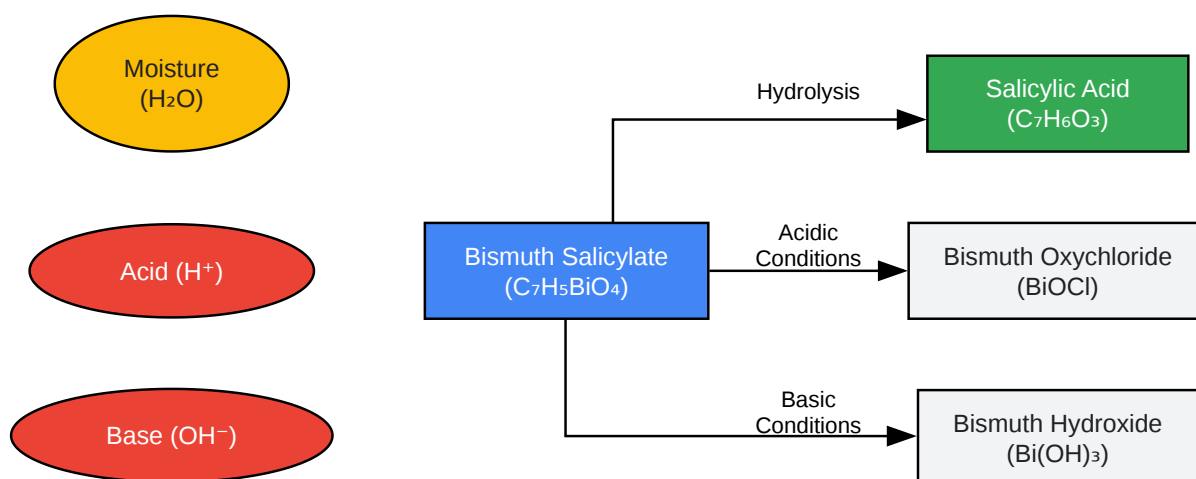 Moisture
(H₂O)
Hydrolysis
Salicylic Acid
(C₇H₆O₃)
Acid (H⁺)
Bismuth Salicylate
(C₇H₅BiO₄)
Acidic
Conditions
Bismuth Oxychloride
(BiOCl)
Base (OH⁻)
Basic
Conditions
Bismuth Hydroxide
(Bi(OH)₃)